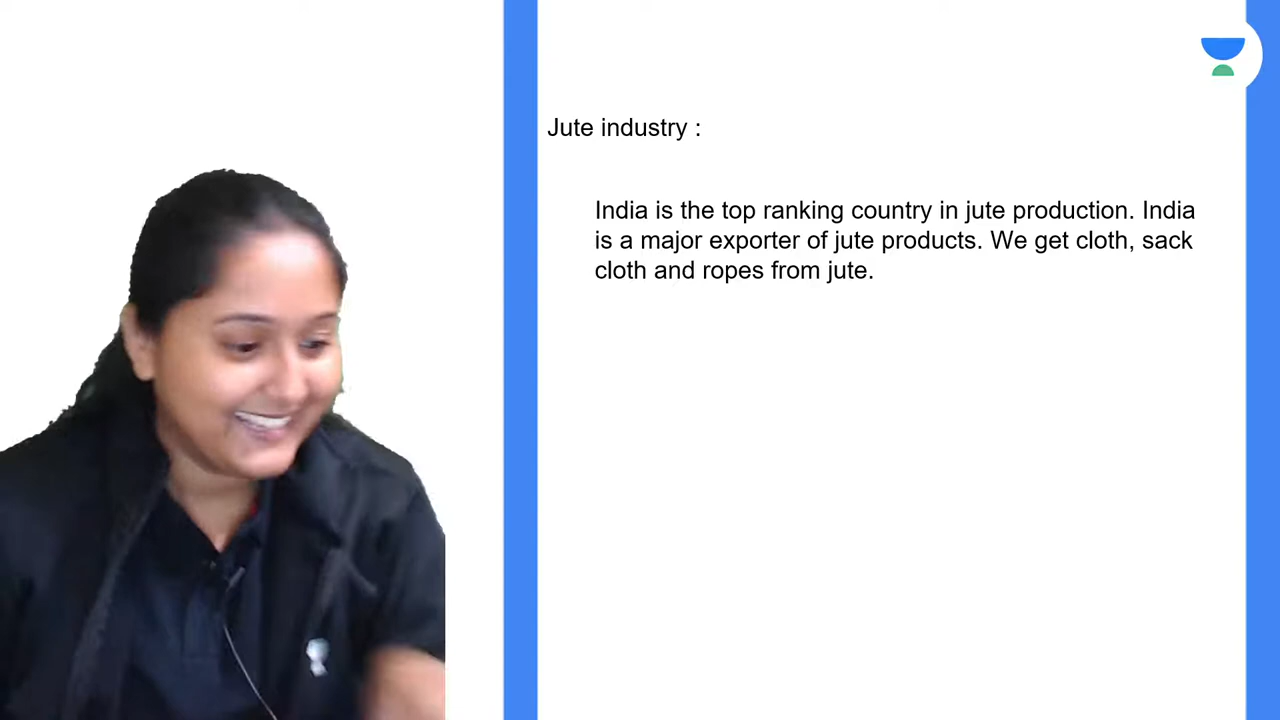 Jute industry :
India is the top ranking country in jute production. India
is a major exporter of jute products. We get cloth, sack
cloth and ropes from jute.